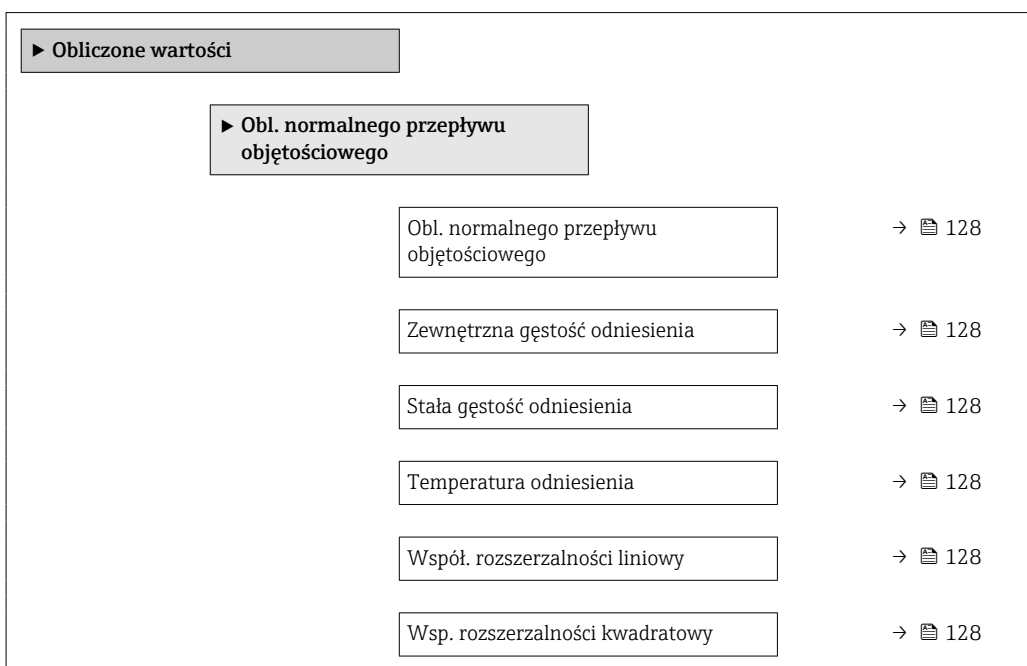 ▶ Obliczone wartości
▶ Obl. normalnego przepływu
objętościowego
Obl. normalnego przepływu
objętościowego
→ 128
Zewnętrzna gęstość odniesienia → 128
Stała gęstość odniesienia → 128
Temperatura odniesienia → 128
Współ. rozszerzalności liniowy → 128
Wsp. rozszerzalności kwadratowy → 128